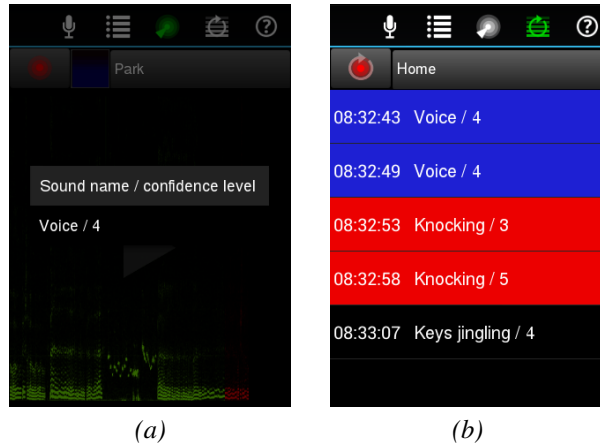 Park
Sound name / confidence level
Voice / 4
(a)
Home
08:32:43 Voice / 4
08:32:49 Voice / 4
08:32:53 Knocking / 3
08:32:58 Knocking / 5
08:33:07 Keys jingling / 4
(b)